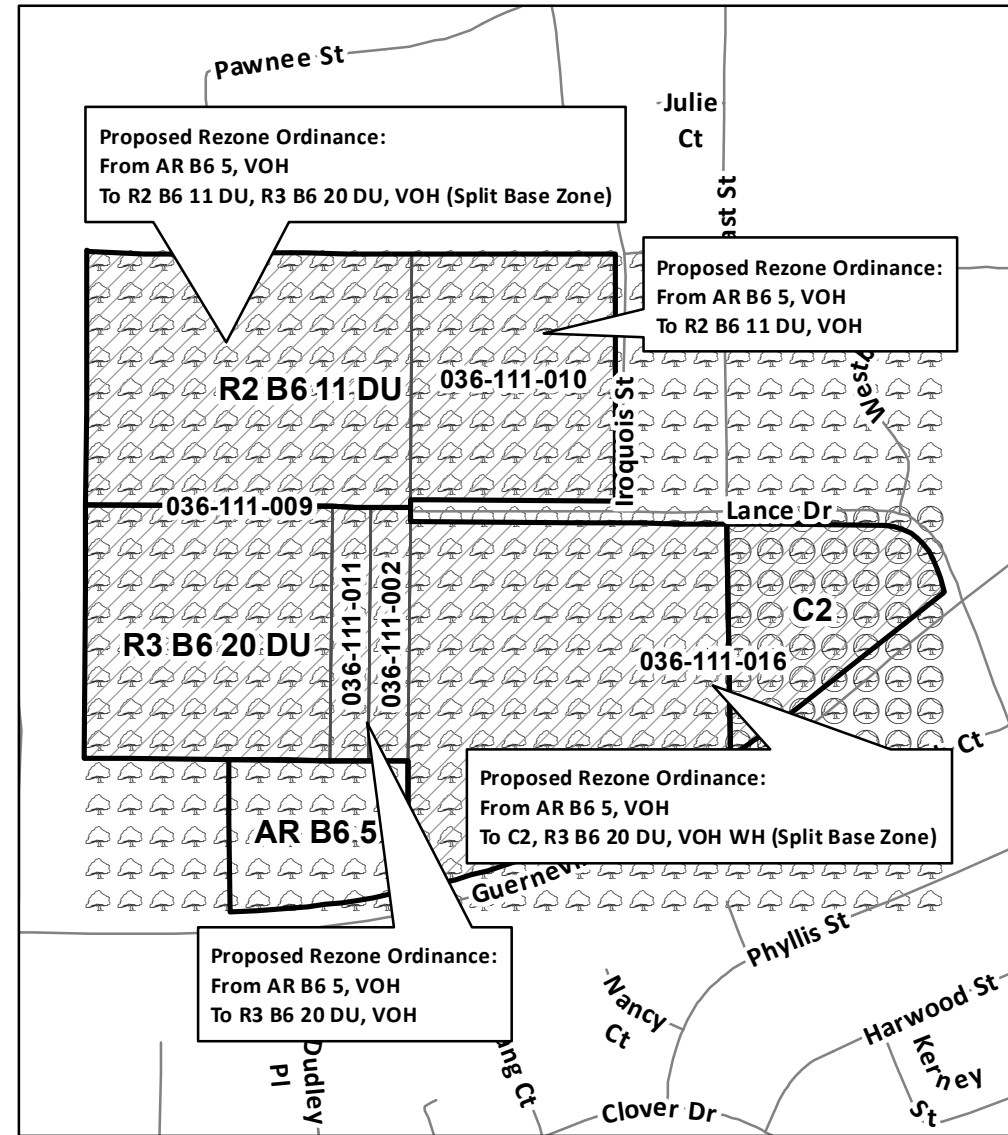 Pawnee St
Julie
Ct
Proposed Rezone Ordinance:
From AR B6 5, VOH
To R2 B6 11 DU, R3 B6 20 DU, VOH (Split Base Zone)
Proposed Rezone Ordinance:
From AR B6 5, VOH
To R2 B6 11 DU, VOH
R2 B6 11 DU
036-111-010
Iroquois St
036-111-009
Lance Dr
036-111-011
036-111-002
C2
R3 B6 20 DU
036-111-016
Ct
Proposed Rezone Ordinance:
From AR B6 5, VOH
To C2, R3 B6 20 DU, VOH WH (Split Base Zone)
AR B6 5
Phyllis St
Proposed Rezone Ordinance:
From AR B6 5, VOH
To R3 B6 20 DU, VOH
Nancy
Ct
Harwood St
Kerney
St
Dudley
Pl
Ct
Clover Dr